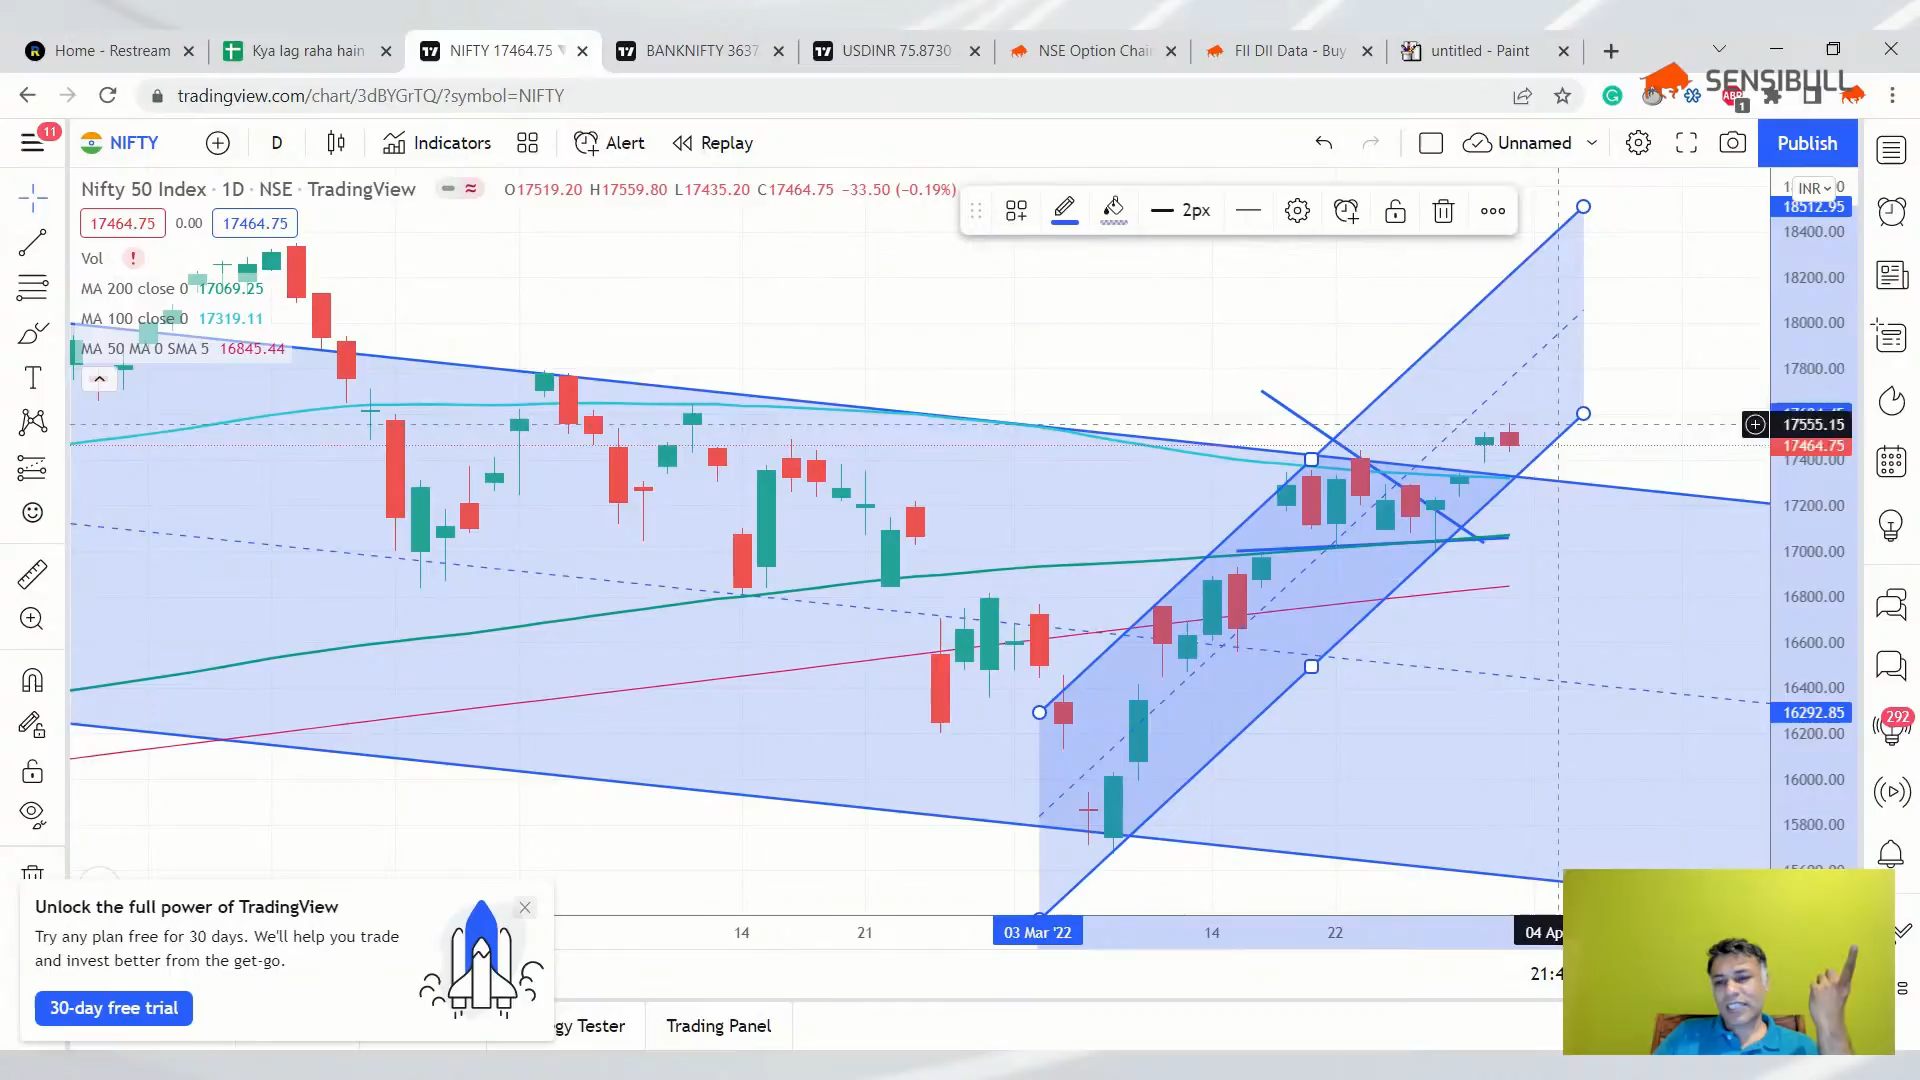 Home - Restream
Kya lag raha hain
NIFTY 17464.75
BANKNIFTY 3637
USDINR 75.8730
NSE Option Chain
FII DII Data - Buy
untitled - Paint
tradingview.com/chart/3dBYGrTQ/?symbol=NIFTY
SENSIBULL
1
11
NIFTY
D
Indicators
Alert
Replay
Unnamed
Publish
Nifty 50 Index · 1D · NSE · TradingView
O17519.20 H17559.80 L17435.20 C17464.75 −33.50 (−0.19%)
17464.75
0.00
17464.75
2px
INR
Vol
MA 200 close 0 17069.25
MA 100 close 0 17319.11
MA 50 MA 0 SMA 5 16845.44
18512.95
18400.00
18200.00
18000.00
17800.00
17555.15
17464.75
17400.00
17200.00
17000.00
16800.00
16600.00
16400.00
16292.85
16200.00
16000.00
15800.00
292
14
21
03 Mar '22
14
22
04 Ap
21:4
Unlock the full power of TradingView
Try any plan free for 30 days. We'll help you trade
and invest better from the get-go.
30-day free trial
gy Tester
Trading Panel